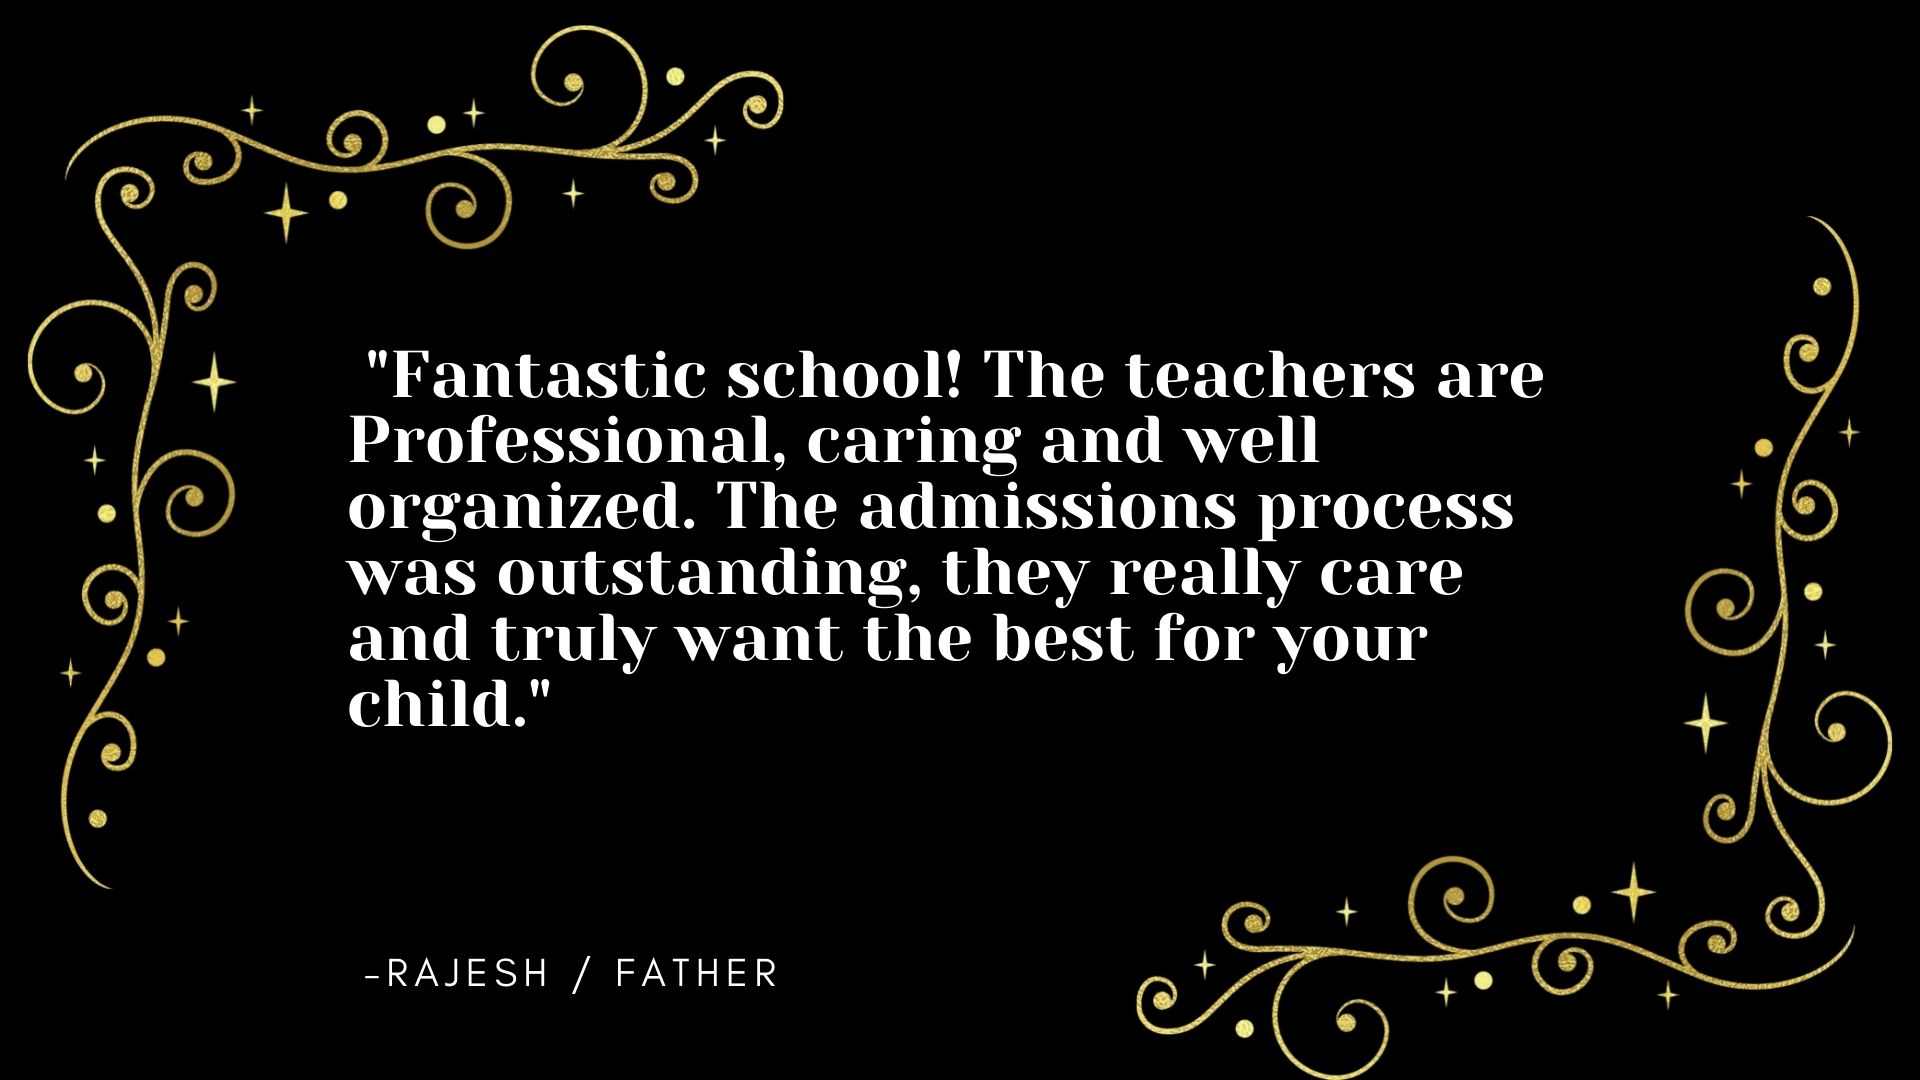 "Fantastic school! The teachers are
Professional, caring and well
organized. The admissions process
was outstanding, they really care
and truly want the best for your
child."
-RAJESH / FATHER